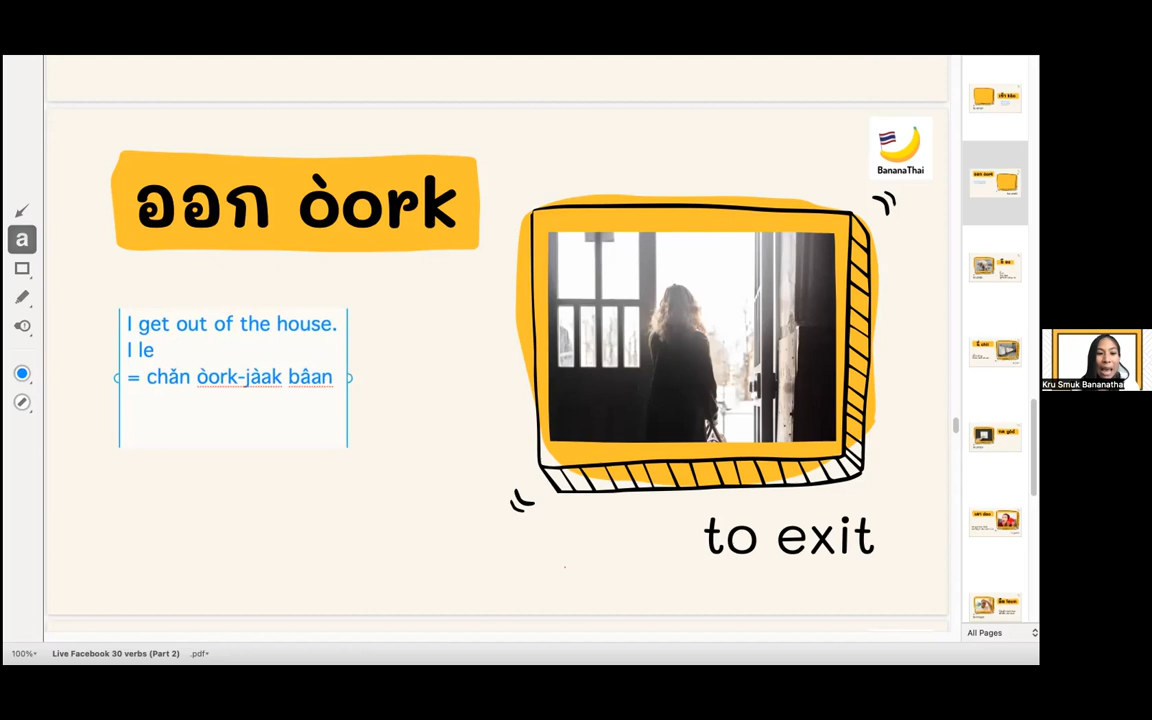 BananaThai
ออก òork
I get out of the house.
I le
= chǎn òork-jàak bâan
to exit
a
Kru Smuk Bananathai
All Pages
100%
Live Facebook 30 verbs (Part 2)
.pdf